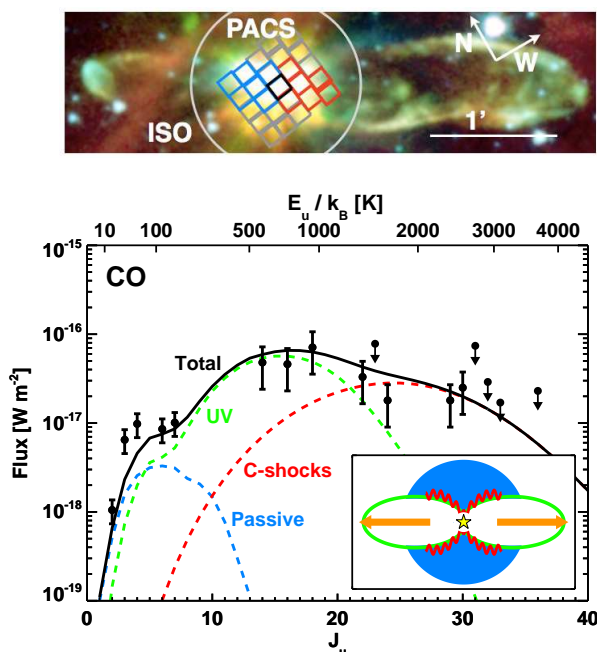 PACS
N
W
ISO
1'
E_u / k_B [K]
10 100 500 1000 2000 3000 4000
10^-15
CO
10^-16
Total
UV
10^-17
Flux [W m^-2]
C-shocks
10^-18
Passive
10^-19
0 10 20 30 40
J_u